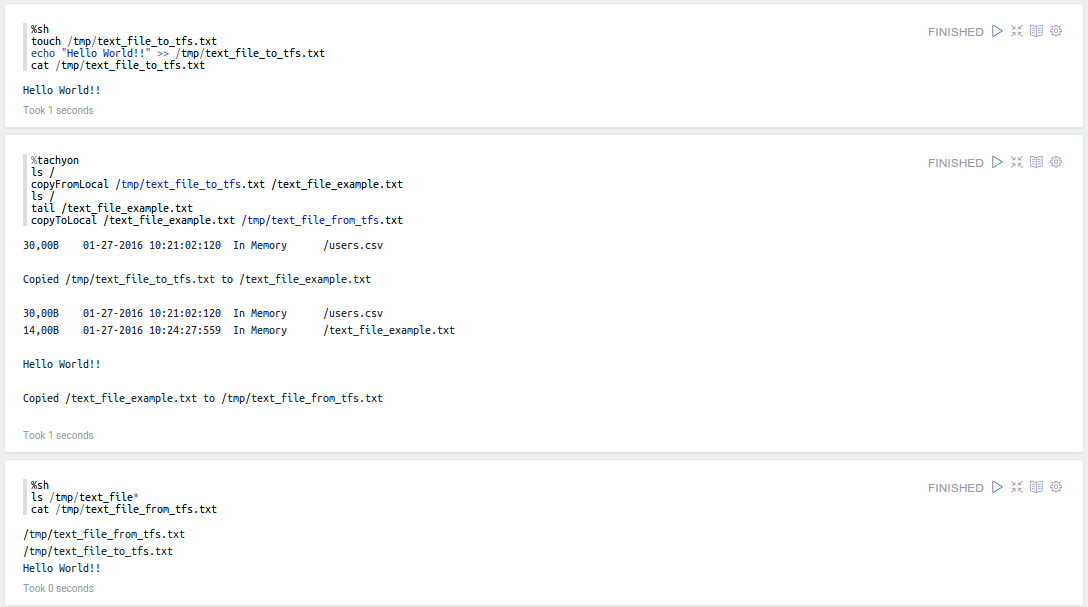 %sh
FINISHED
touch /tmp/text_file_to_tfs.txt
echo "Hello World!!" >> /tmp/text_file_to_tfs.txt
cat /tmp/text_file_to_tfs.txt
Hello World!!
Took 1 seconds
%tachyon
FINISHED
ls /
copyFromLocal /tmp/text_file_to_tfs.txt /text_file_example.txt
ls /
tail /text_file_example.txt
copyToLocal /text_file_example.txt /tmp/text_file_from_tfs.txt
30,00B    01-27-2016 10:21:02:120  In Memory      /users.csv
Copied /tmp/text_file_to_tfs.txt to /text_file_example.txt
30,00B    01-27-2016 10:21:02:120  In Memory      /users.csv
14,00B    01-27-2016 10:24:27:559  In Memory      /text_file_example.txt
Hello World!!
Copied /text_file_example.txt to /tmp/text_file_from_tfs.txt
Took 1 seconds
%sh
FINISHED
ls /tmp/text_file*
cat /tmp/text_file_from_tfs.txt
/tmp/text_file_from_tfs.txt
/tmp/text_file_to_tfs.txt
Hello World!!
Took 0 seconds